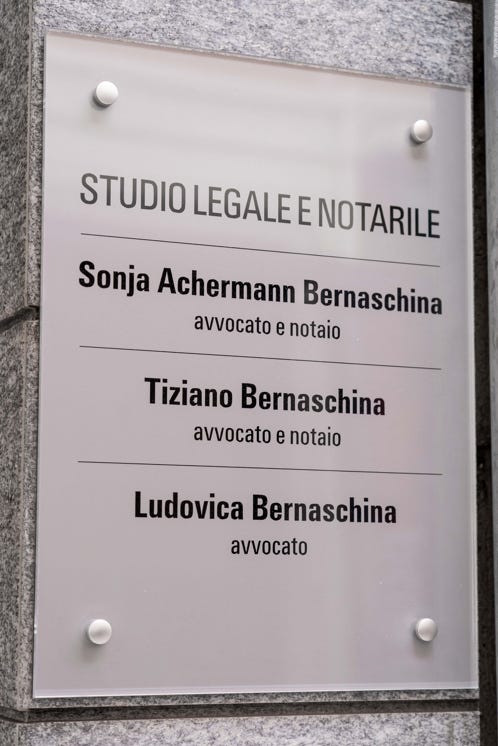 STUDIO LEGALE E NOTARILE
Sonja Achermann Bernaschina
avvocato e notaio
Tiziano Bernaschina
avvocato e notaio
Ludovica Bernaschina
avvocato